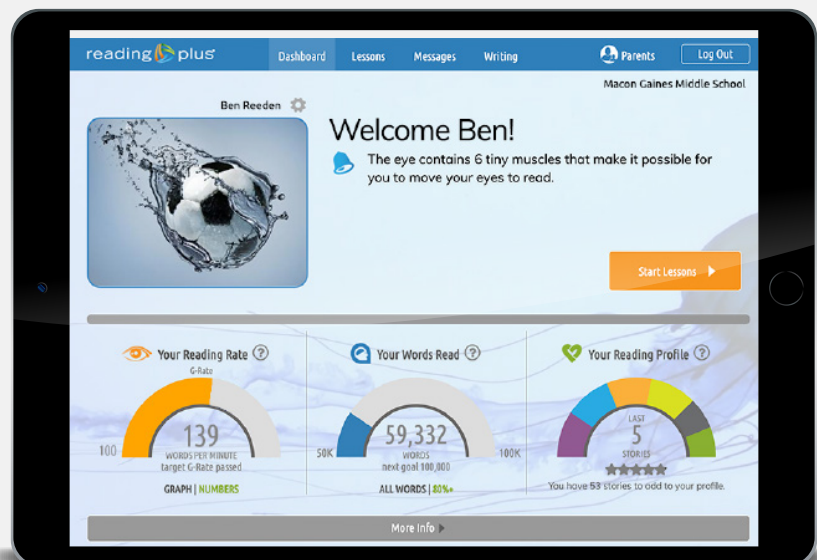 reading plus
Dashboard
Lessons
Messages
Writing
Parents
Log Out
Macon Gaines Middle School
Ben Reeden
Welcome Ben!
The eye contains 6 tiny muscles that make it possible for
you to move your eyes to read.
Start Lessons
Your Reading Rate ?
G-Rate
100
139
WORDS PER MINUTE
target G-Rate passed
GRAPH | NUMBERS
Your Words Read ?
50K
59,332
WORDS
100K
next goal 100,000
ALL WORDS | 80%+
Your Reading Profile ?
LAST
5
STORIES
You have 53 stories to add to your profile.
More Info